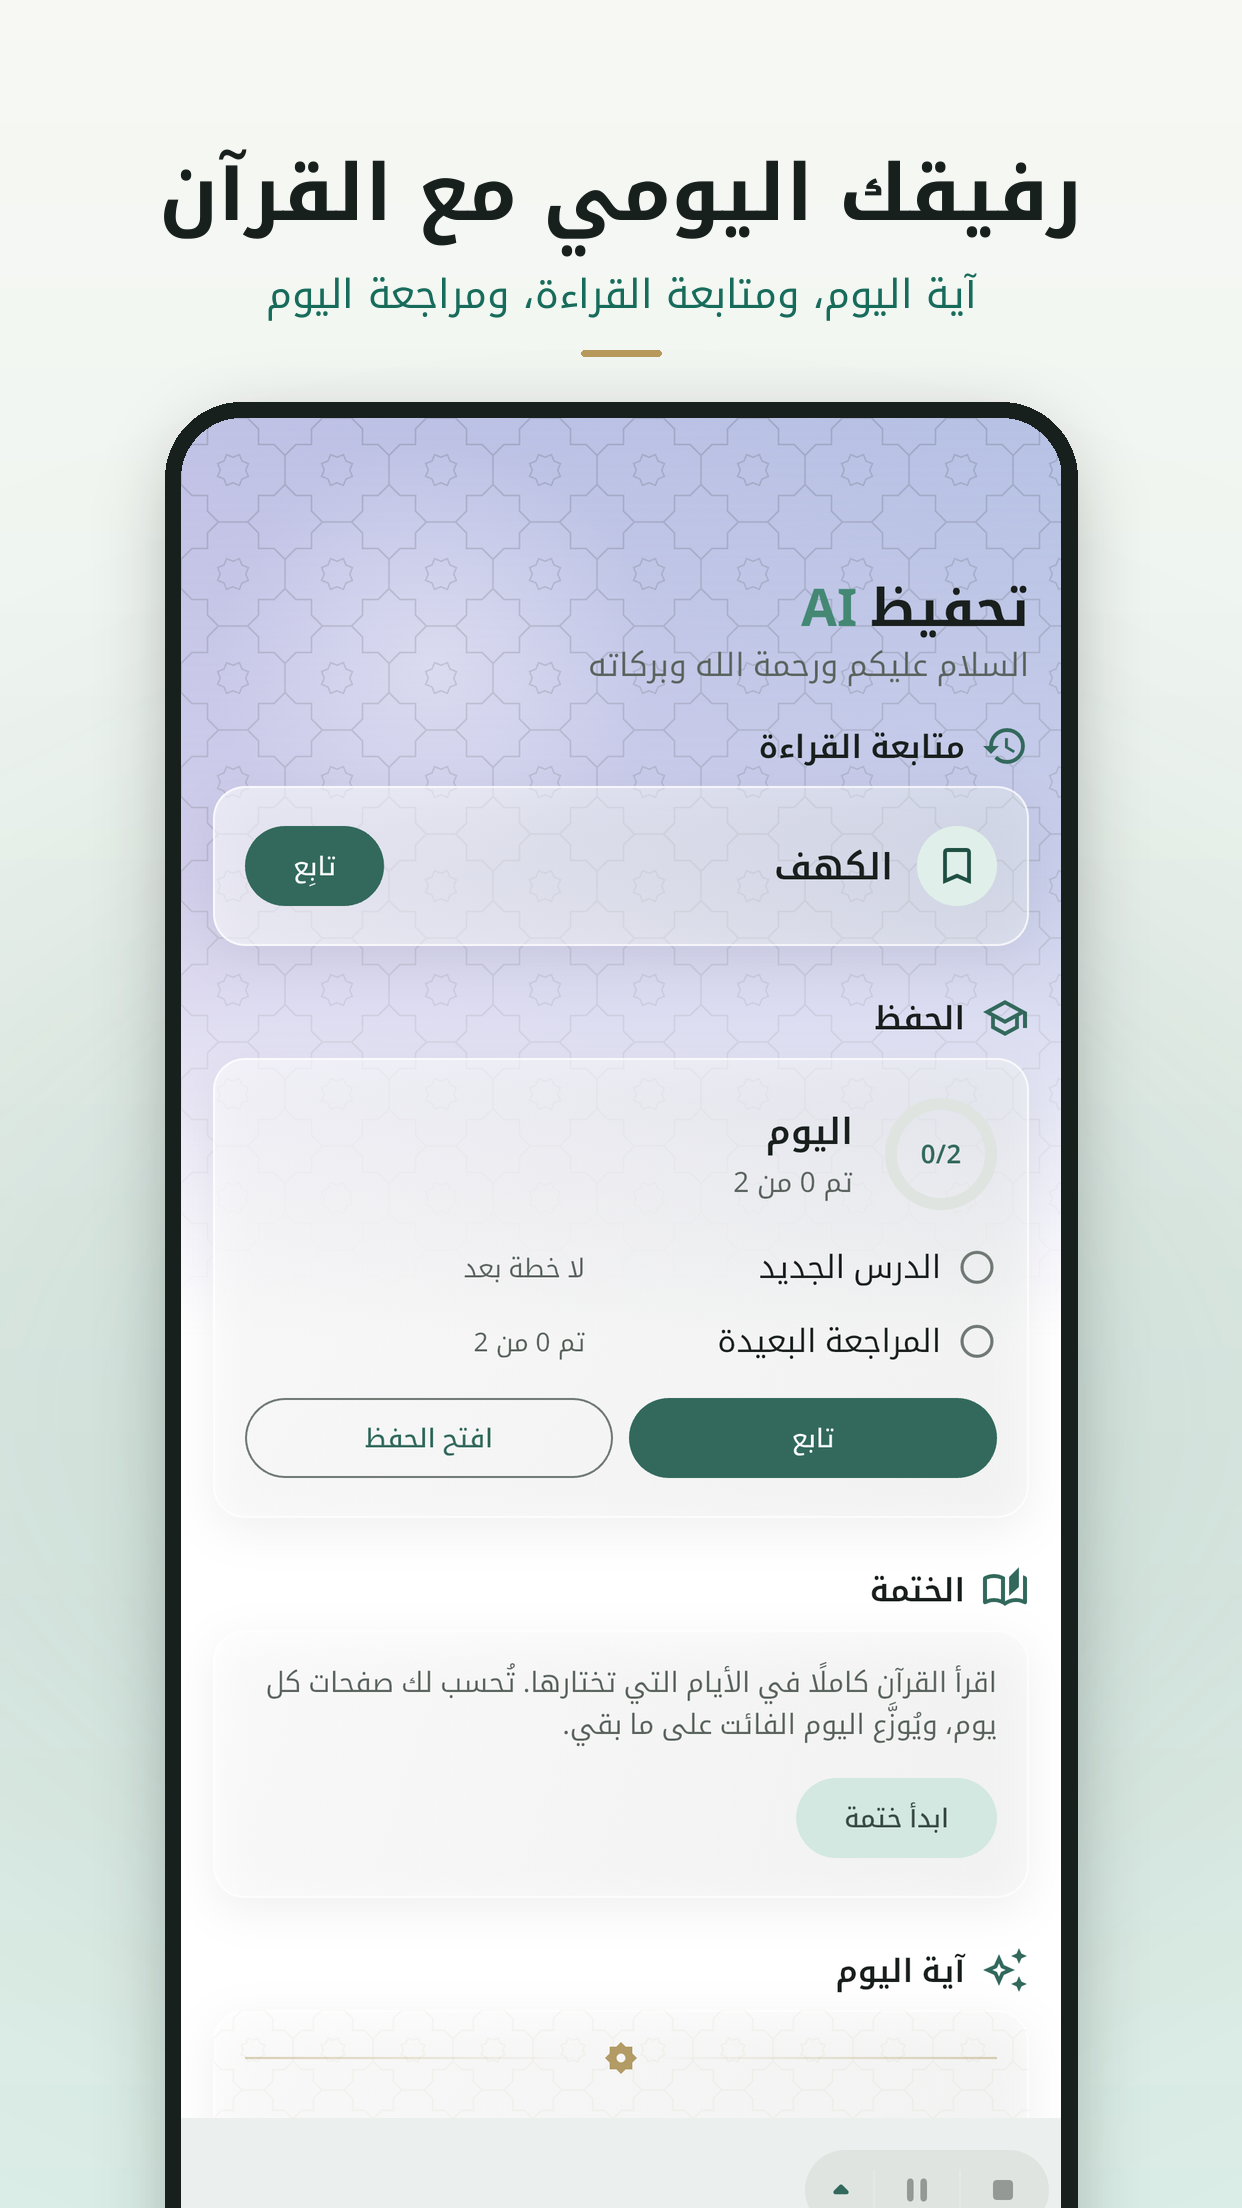 رفيقك اليومي مع القرآن
آية اليوم، ومتابعة القراءة، ومراجعة اليوم
تحفيظ AI
السلام عليكم ورحمة الله وبركاته
متابعة القراءة
الكهف
تابِع
الحفظ
0/2
اليوم
تم 0 من 2
الدرس الجديد
لا خطة بعد
المراجعة البعيدة
تم 0 من 2
تابع
افتح الحفظ
الختمة
اقرأ القرآن كاملًا في الأيام التي تختارها. تُحسب لك صفحات كل
يوم، ويُوزَّع اليوم الفائت على ما بقي.
ابدأ ختمة
آية اليوم